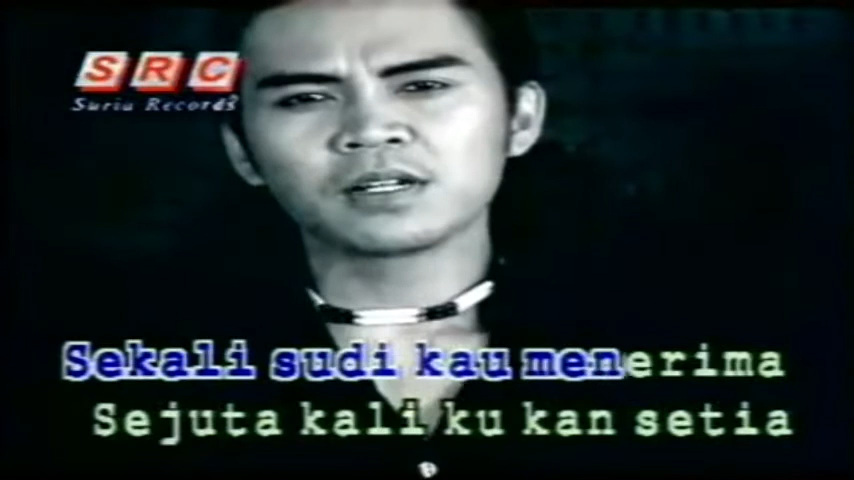 SRC
Suria Records
Sekali sudi kau menerima
Sejuta kali ku kan setia